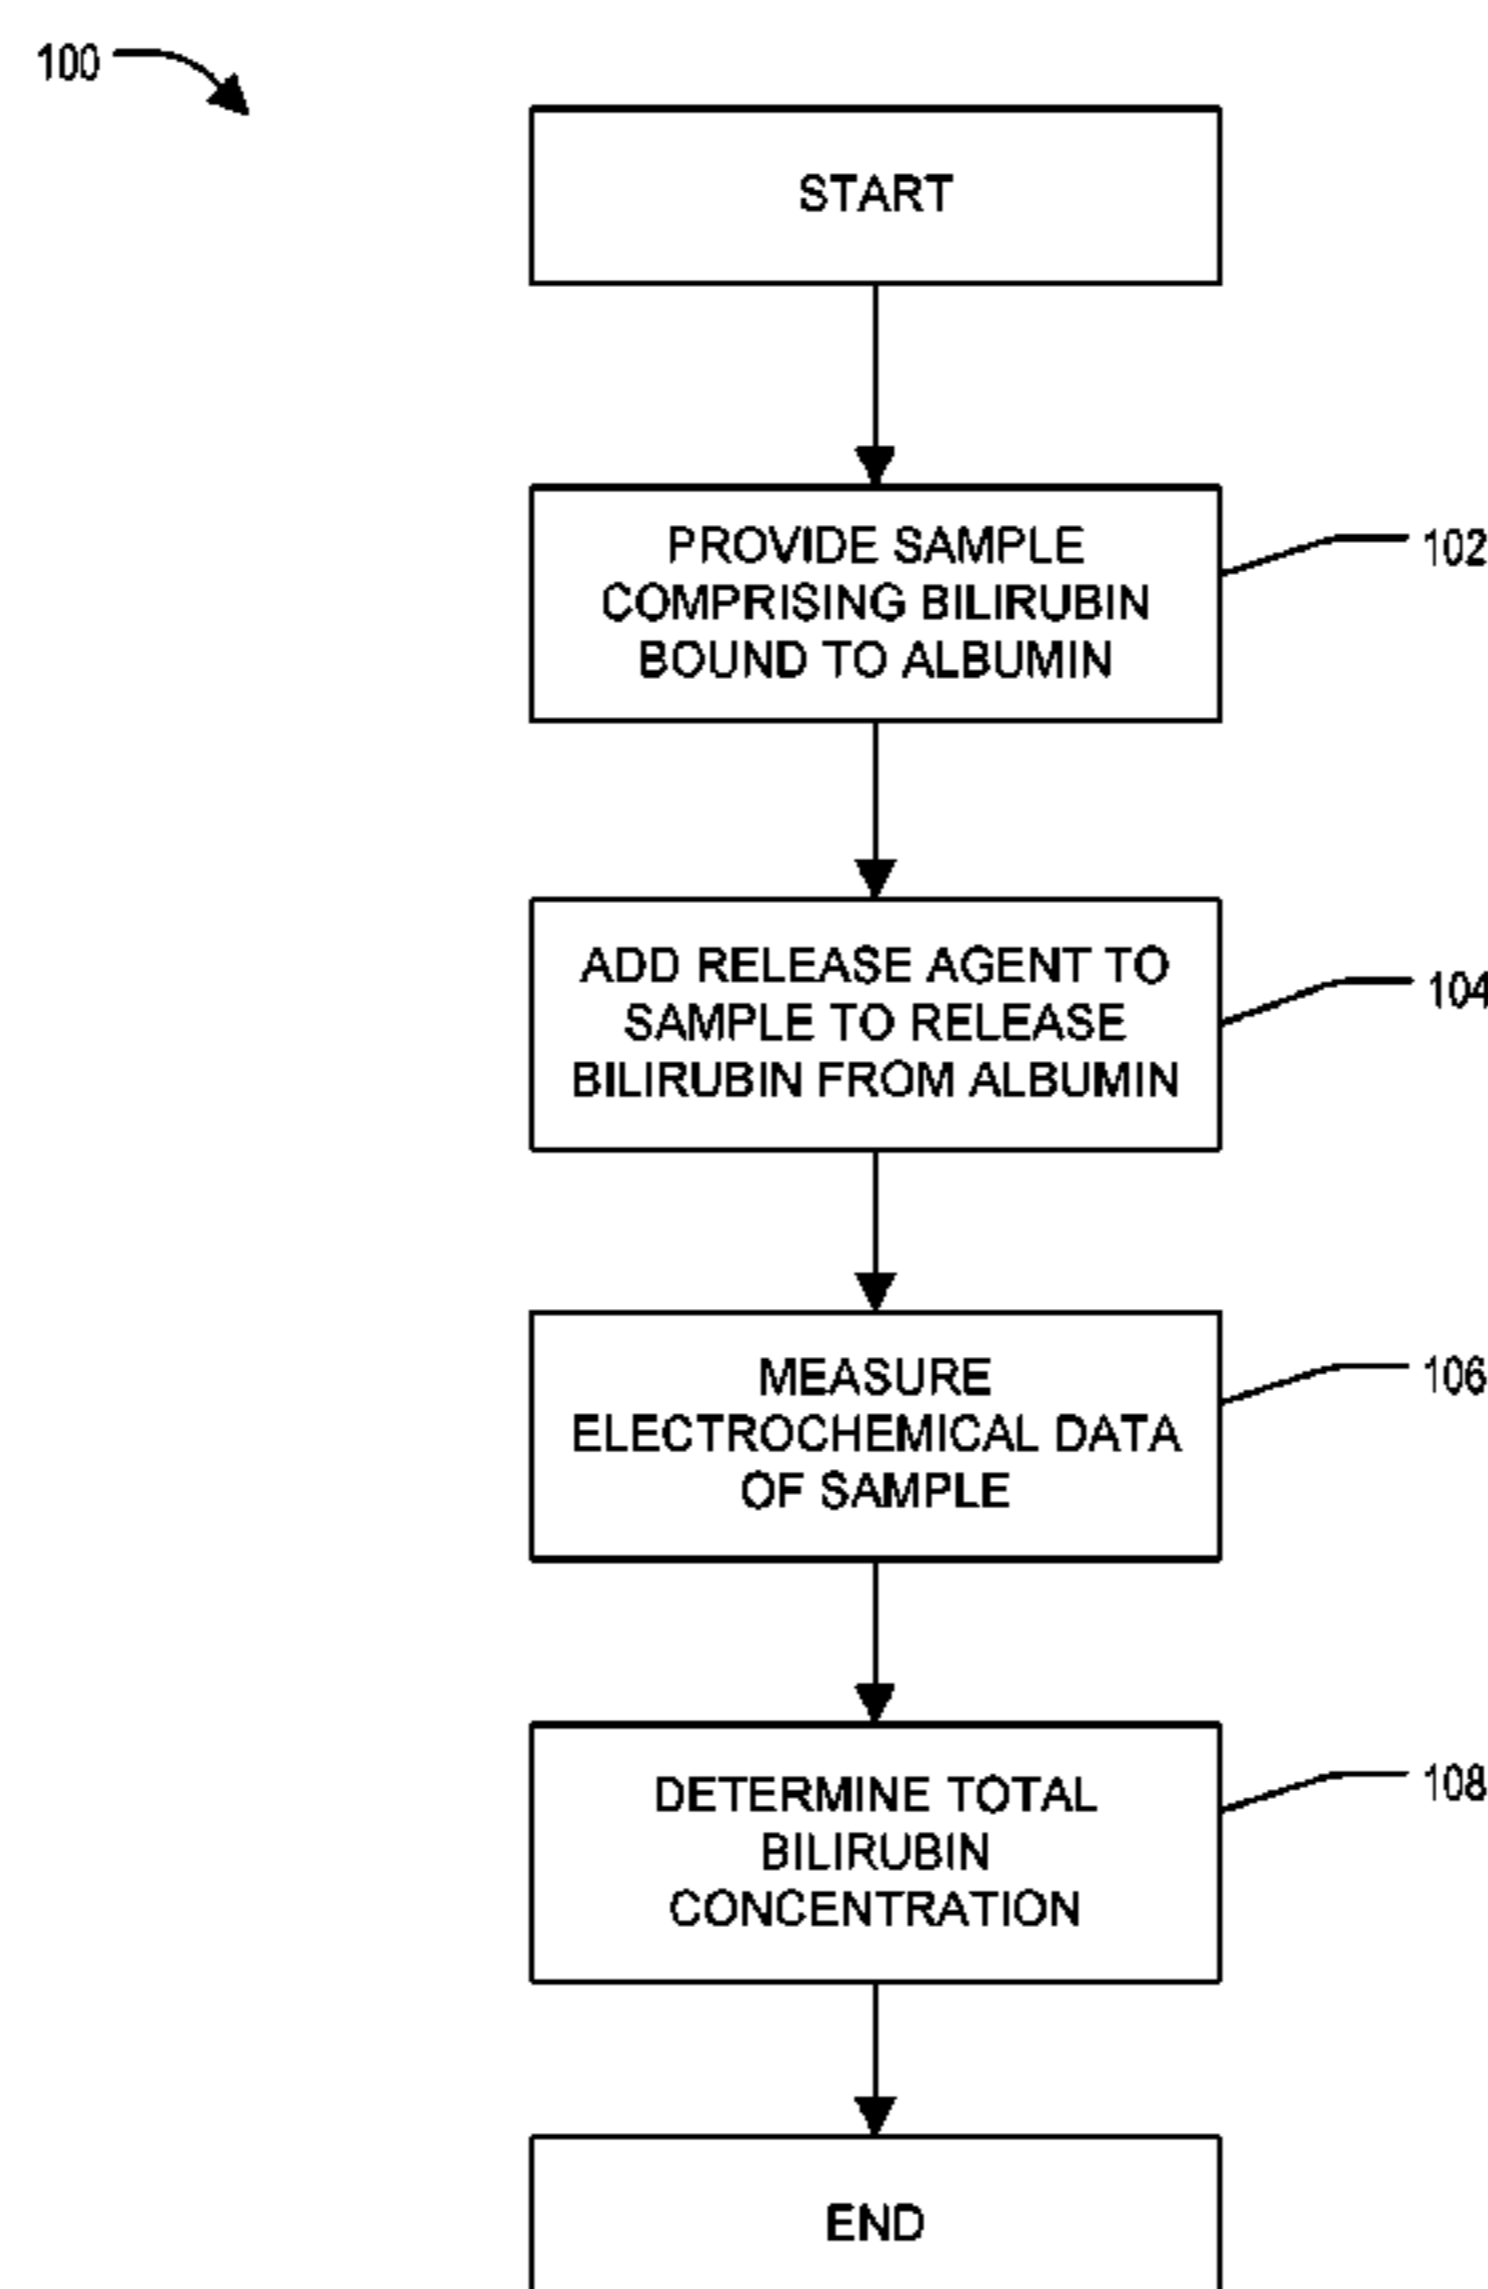 100
START
PROVIDE SAMPLE
COMPRISING BILIRUBIN
BOUND TO ALBUMIN
102
ADD RELEASE AGENT TO
SAMPLE TO RELEASE
BILIRUBIN FROM ALBUMIN
104
MEASURE
ELECTROCHEMICAL DATA
OF SAMPLE
106
DETERMINE TOTAL
BILIRUBIN
CONCENTRATION
108
END